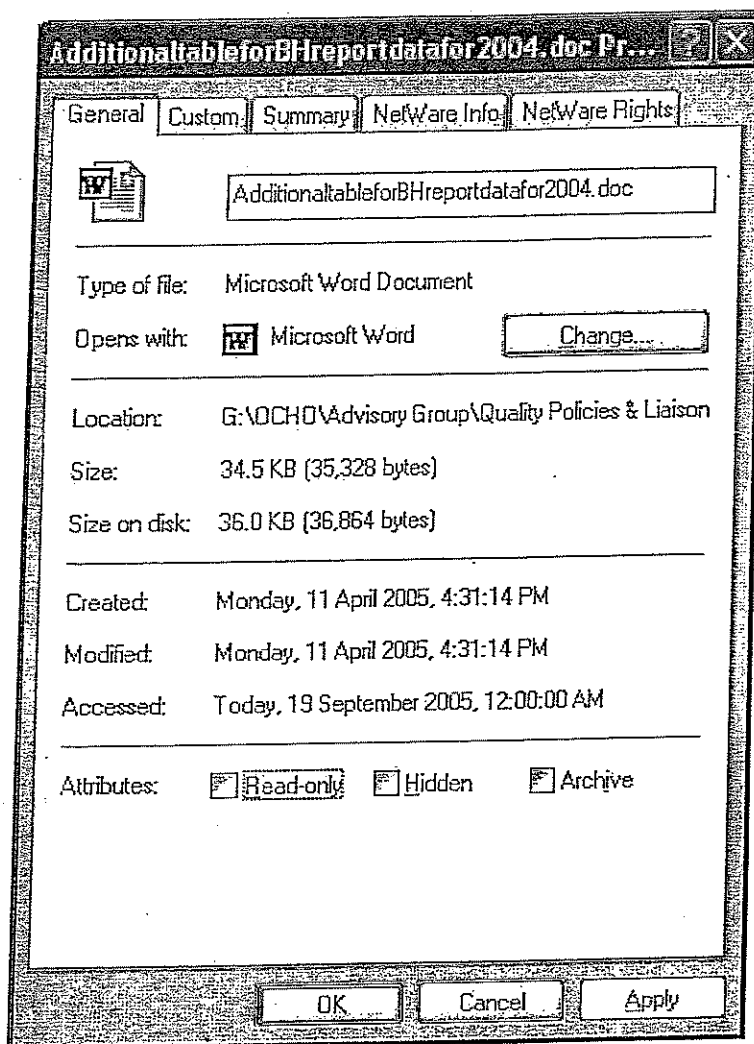 AdditionaltableforBHreportdatafor2004.doc Pr... ? X
General Custom Summary NetWare Info NetWare Rights
W
AdditionaltableforBHreportdatafor2004.doc
Type of file: Microsoft Word Document
Opens with: W Microsoft Word Change...
Location: G:\OCHO\Advisory Group\Quality Policies & Liaison
Size: 34.5 KB (35,328 bytes)
Size on disk: 36.0 KB (36,864 bytes)
Created: Monday, 11 April 2005, 4:31:14 PM
Modified: Monday, 11 April 2005, 4:31:14 PM
Accessed: Today, 19 September 2005, 12:00:00 AM
Attributes: Read-only Hidden Archive
OK Cancel Apply